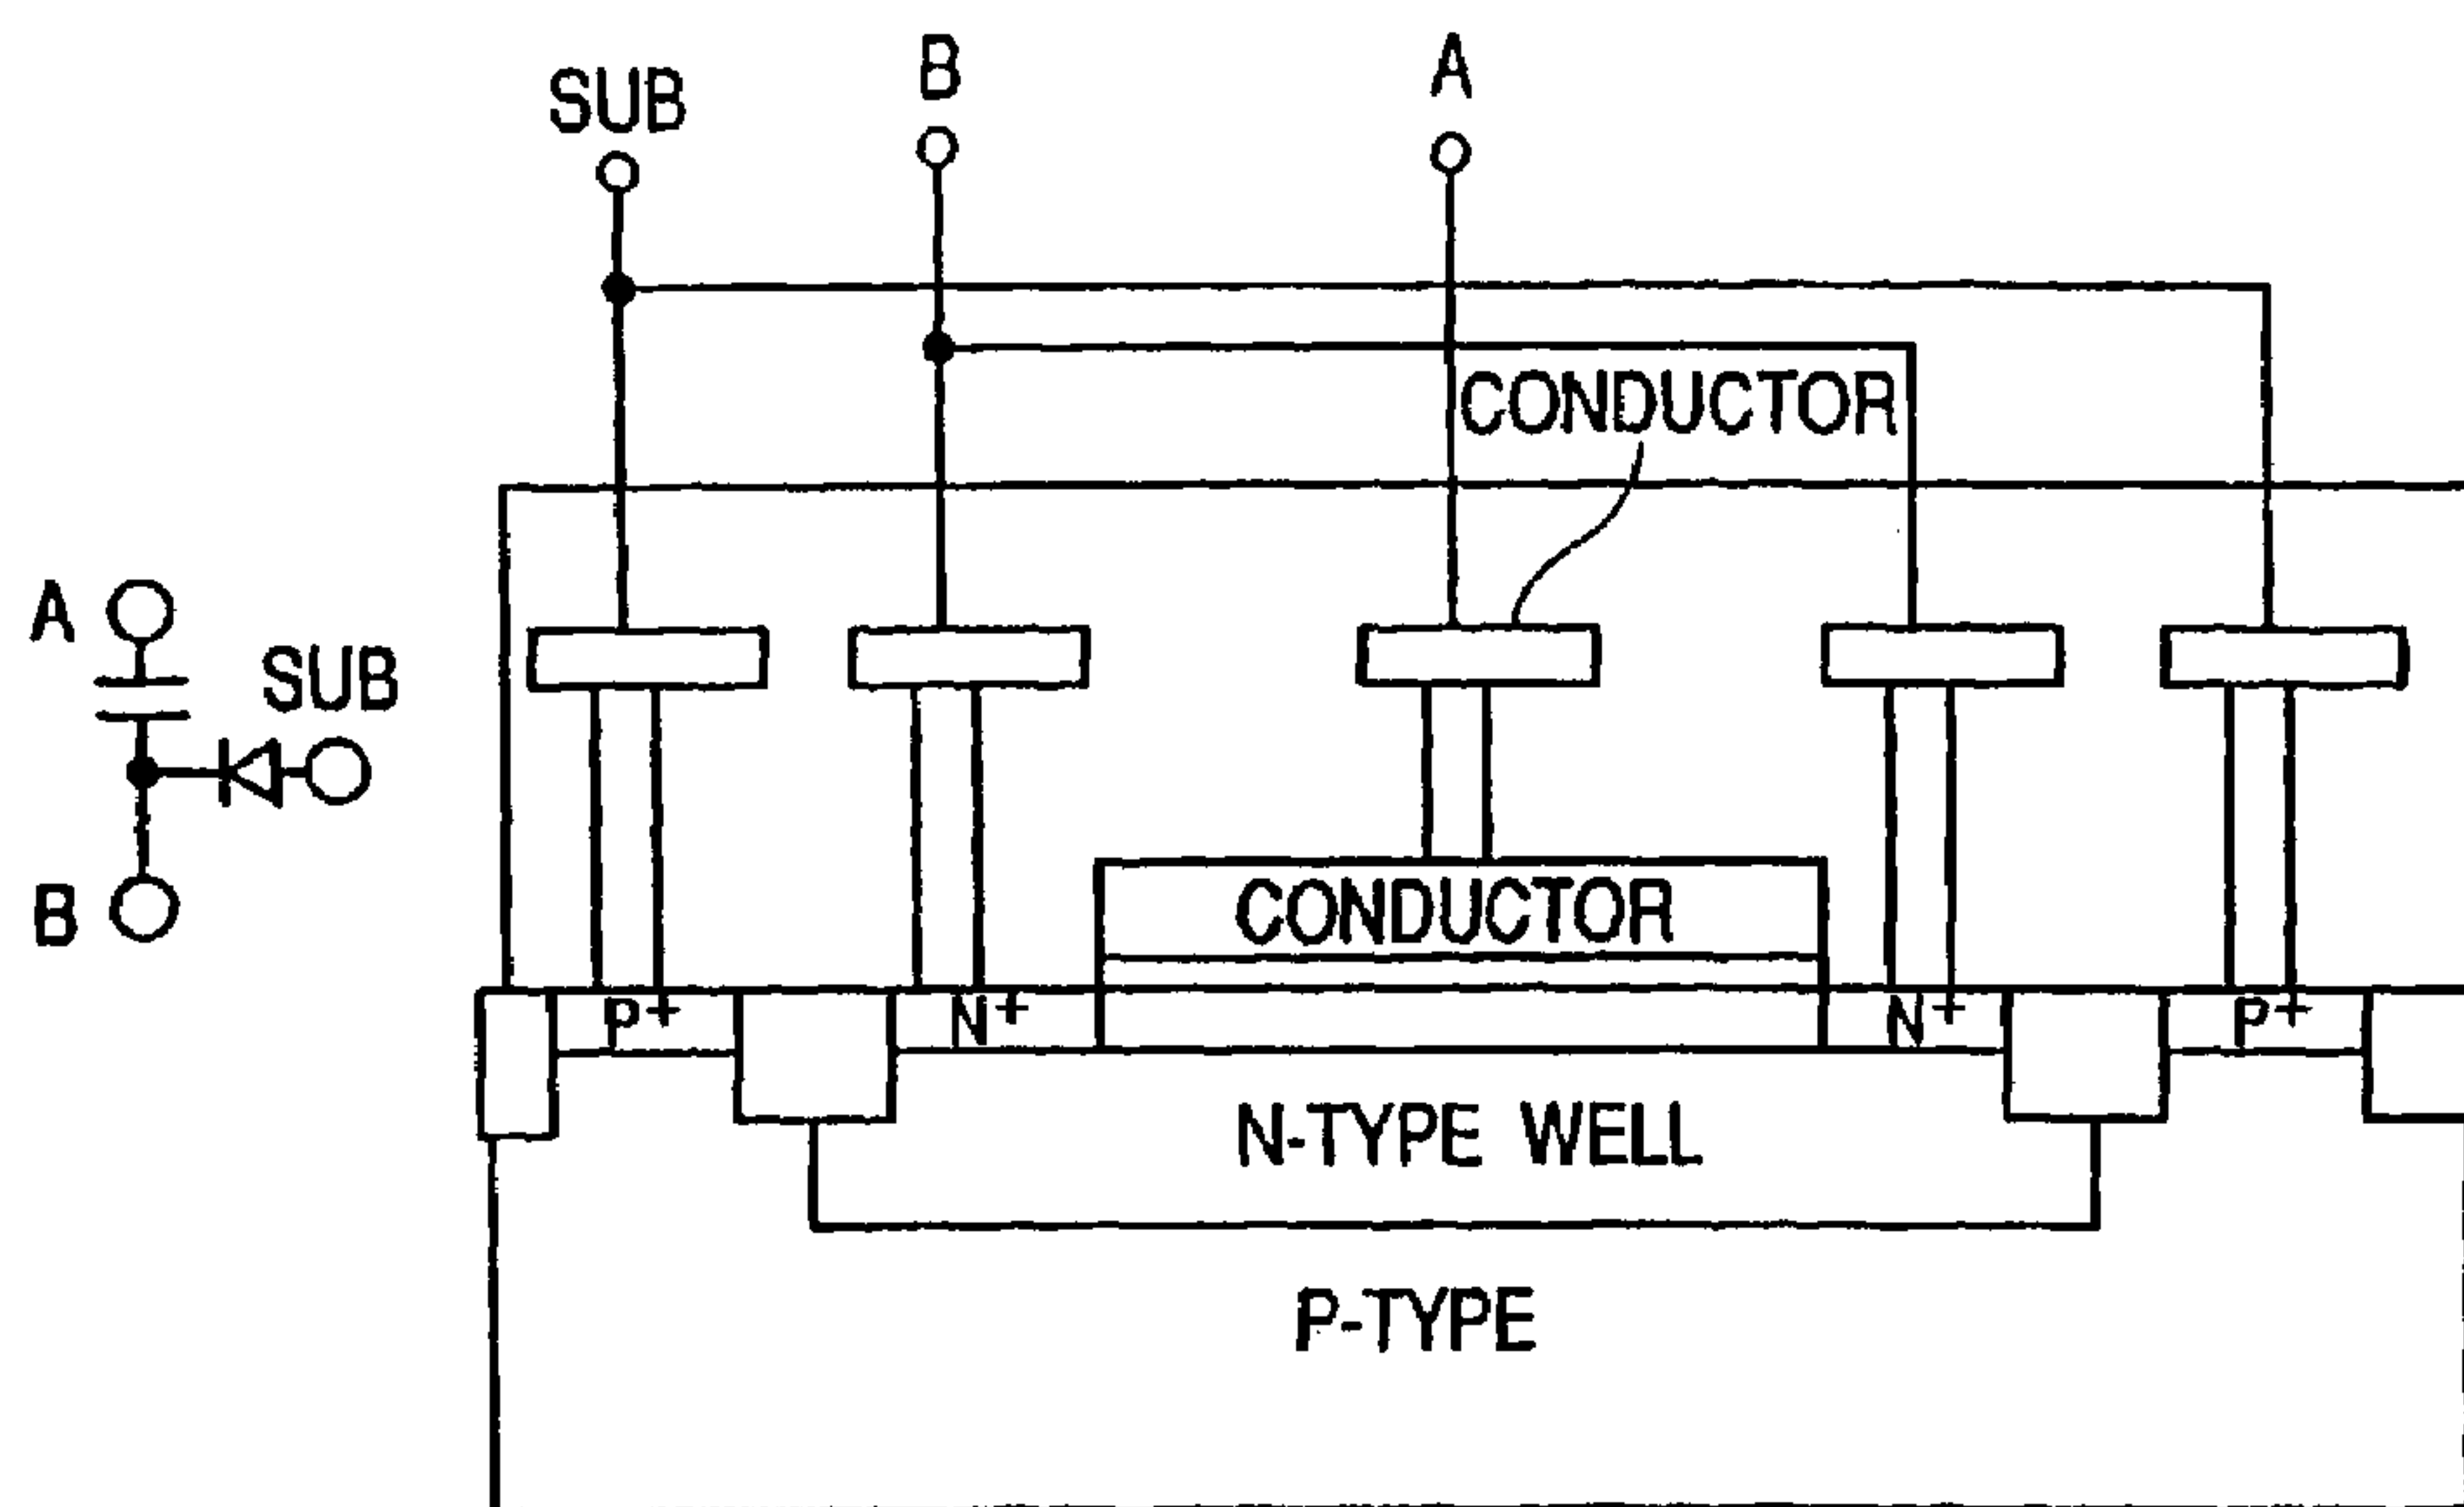 SUB
B
A
CONDUCTOR
A
SUB
B
CONDUCTOR
P+
N+
N+
P+
N-TYPE WELL
P-TYPE